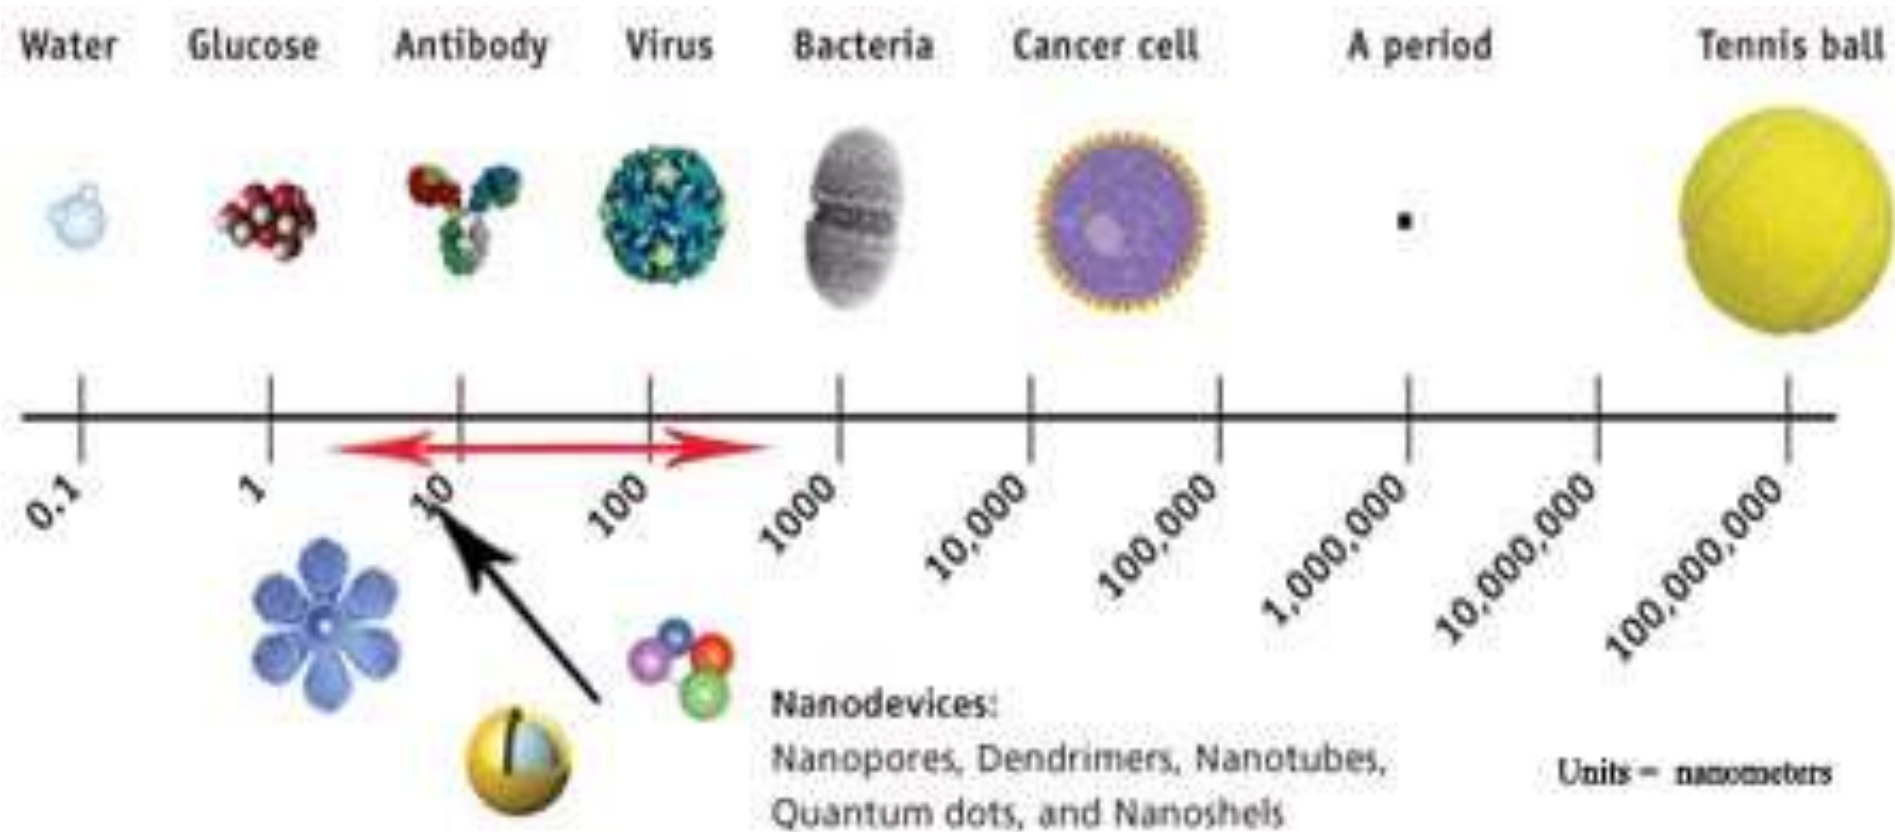 Water Glucose Antibody Virus Bacteria Cancer cell A period Tennis ball
0.1 1 10 100 1000 10,000 100,000 1,000,000 10,000,000 100,000,000
Nanodevices:
Nanopores, Dendrimers, Nanotubes,
Quantum dots, and Nanoshels
Units = nanometers